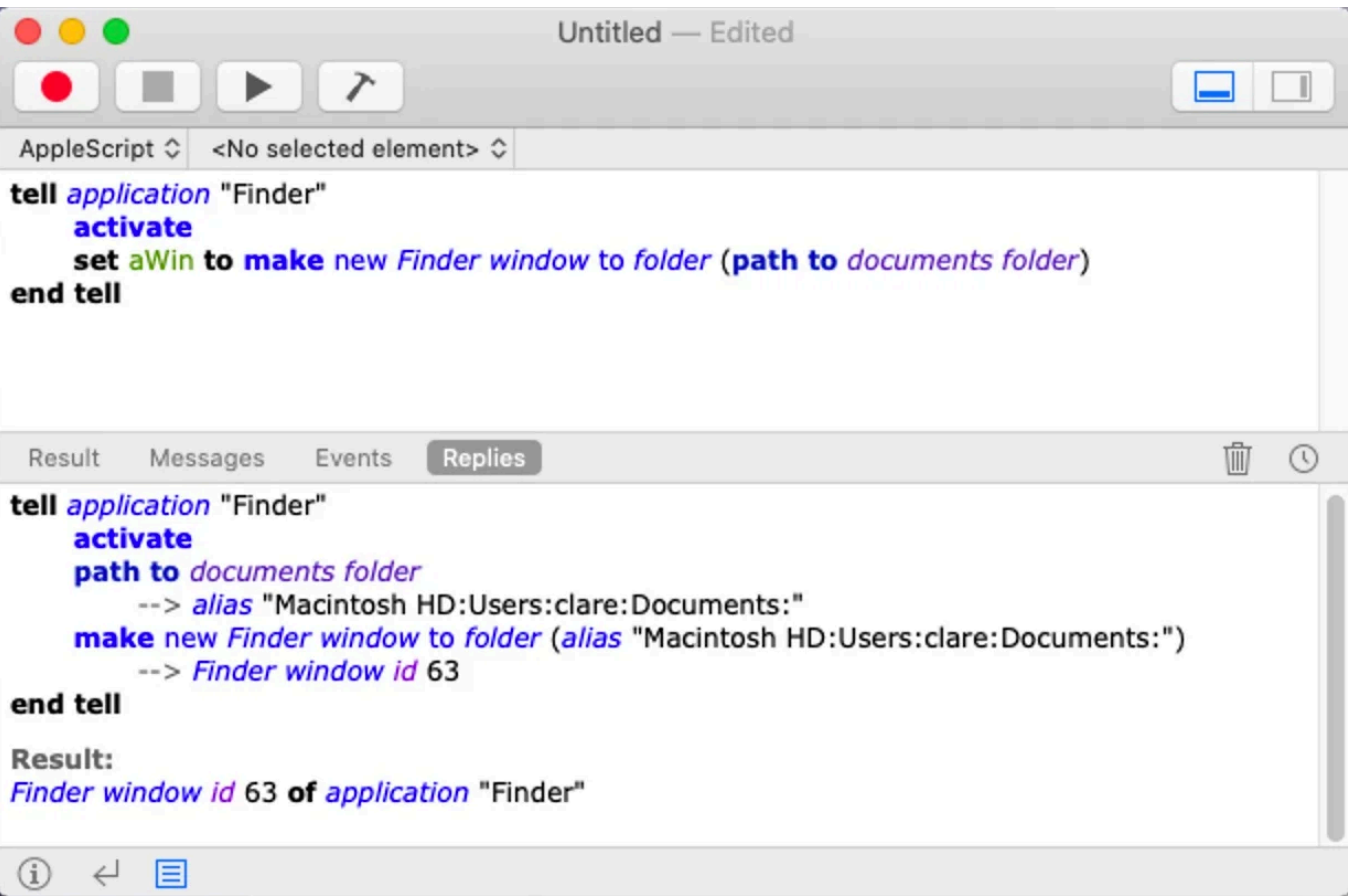 Untitled — Edited
AppleScript <No selected element>
tell application "Finder"
activate
set aWin to make new Finder window to folder (path to documents folder)
end tell
Result Messages Events Replies
tell application "Finder"
activate
path to documents folder
--> alias "Macintosh HD:Users:clare:Documents:"
make new Finder window to folder (alias "Macintosh HD:Users:clare:Documents:")
--> Finder window id 63
end tell
Result:
Finder window id 63 of application "Finder"